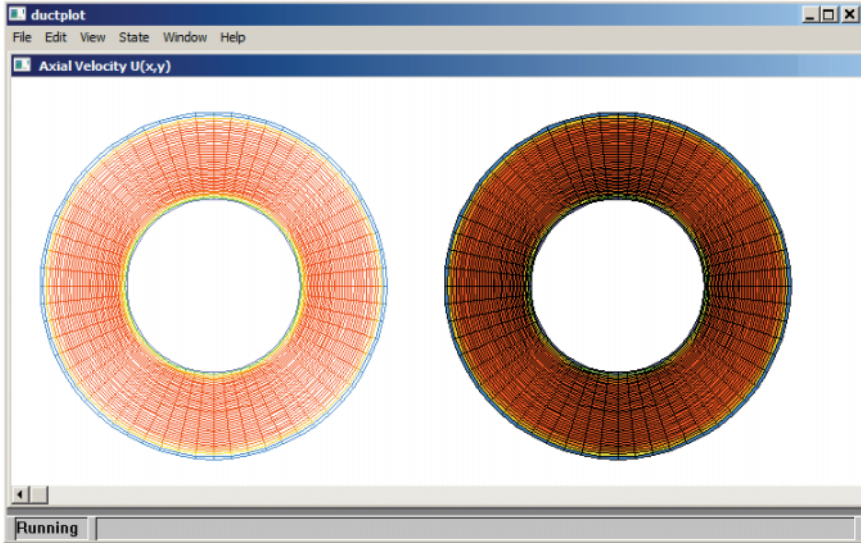 ductplot
File Edit View State Window Help
Axial Velocity U(x,y)
Running